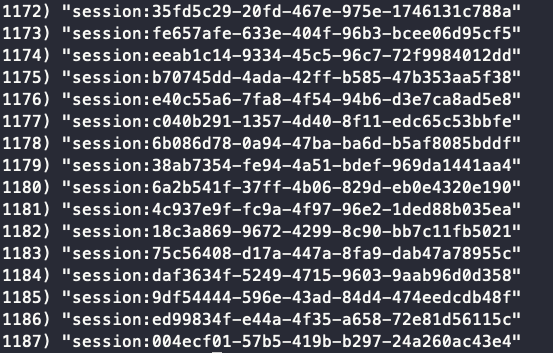 1172) "session:35fd5c29-20fd-467e-975e-1746131c788a"
1173) "session:fe657afe-633e-404f-96b3-bcee06d95cf5"
1174) "session:eeab1c14-9334-45c5-96c7-72f9984012dd"
1175) "session:b70745dd-4ada-42ff-b585-47b353aa5f38"
1176) "session:e40c55a6-7fa8-4f54-94b6-d3e7ca8ad5e8"
1177) "session:c040b291-1357-4d40-8f11-edc65c53bbfe"
1178) "session:6b086d78-0a94-47ba-ba6d-b5af8085bddf"
1179) "session:38ab7354-fe94-4a51-bdef-969da1441aa4"
1180) "session:6a2b541f-37ff-4b06-829d-eb0e4320e190"
1181) "session:4c937e9f-fc9a-4f97-96e2-1ded88b035ea"
1182) "session:18c3a869-9672-4299-8c90-bb7c11fb5021"
1183) "session:75c56408-d17a-447a-8fa9-dab47a78955c"
1184) "session:daf3634f-5249-4715-9603-9aab96d0d358"
1185) "session:9df54444-596e-43ad-84d4-474eedcdb48f"
1186) "session:ed99834f-e44a-4f35-a658-72e81d56115c"
1187) "session:004ecf01-57b5-419b-b297-24a260ac43e4"